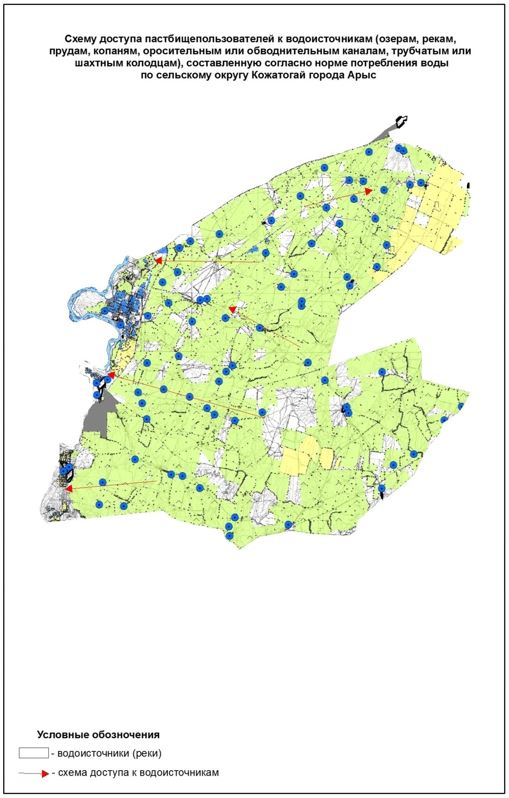 Схему доступа пастбищепользователей к водоисточникам (озерам, рекам,
прудам, копаням, оросительным или обводнительным каналам, трубчатым или
шахтным колодцам), составленную согласно норме потребления воды
по сельскому округу Кожатогай города Арыс
Условные обозначения
- водоисточники (реки)
- схема доступа к водоисточникам